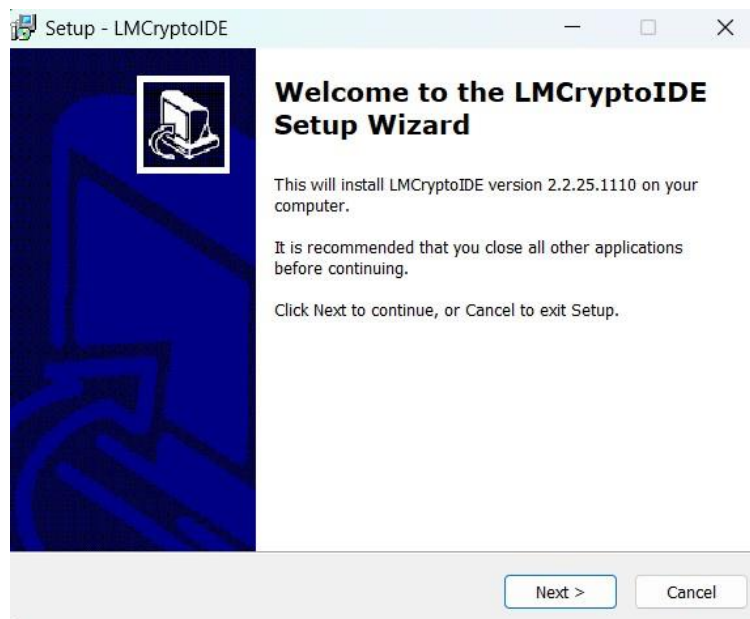 Setup - LMCryptoIDE
Welcome to the LMCryptoIDE
Setup Wizard
This will install LMCryptoIDE version 2.2.25.1110 on your
computer.
It is recommended that you close all other applications
before continuing.
Click Next to continue, or Cancel to exit Setup.
Next >
Cancel